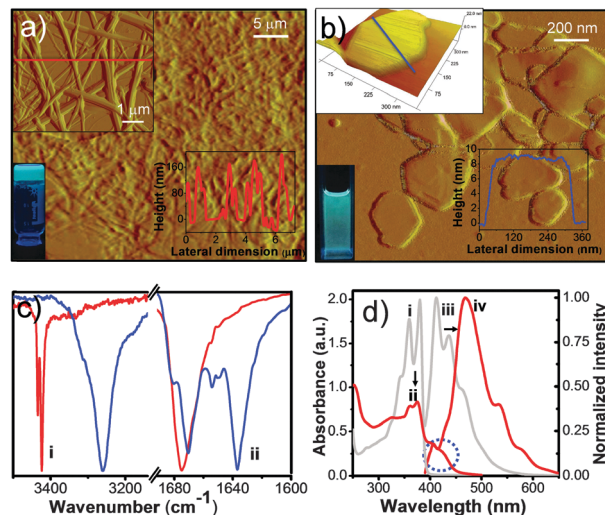 a)
5 μm
1 μm
Height (nm)
160
80
0
0 2 4 6
Lateral dimension (μm)
b)
200 nm
22.9 nm
0.0 nm
300 nm
225
150
75
75
150
225
300 nm
Height (nm)
10
8
6
4
2
0
0 120 240 360
Lateral dimension (nm)
c)
i
ii
3400 3200 1680 1640 1600
Wavenumber (cm⁻¹)
d)
i
ii
iii
iv
Absorbance (a.u.)
2.0
1.5
1.0
0.5
0.0
300 400 500 600
Wavelength (nm)
1.00
0.75
0.50
0.25
0.00
Normalized intensity